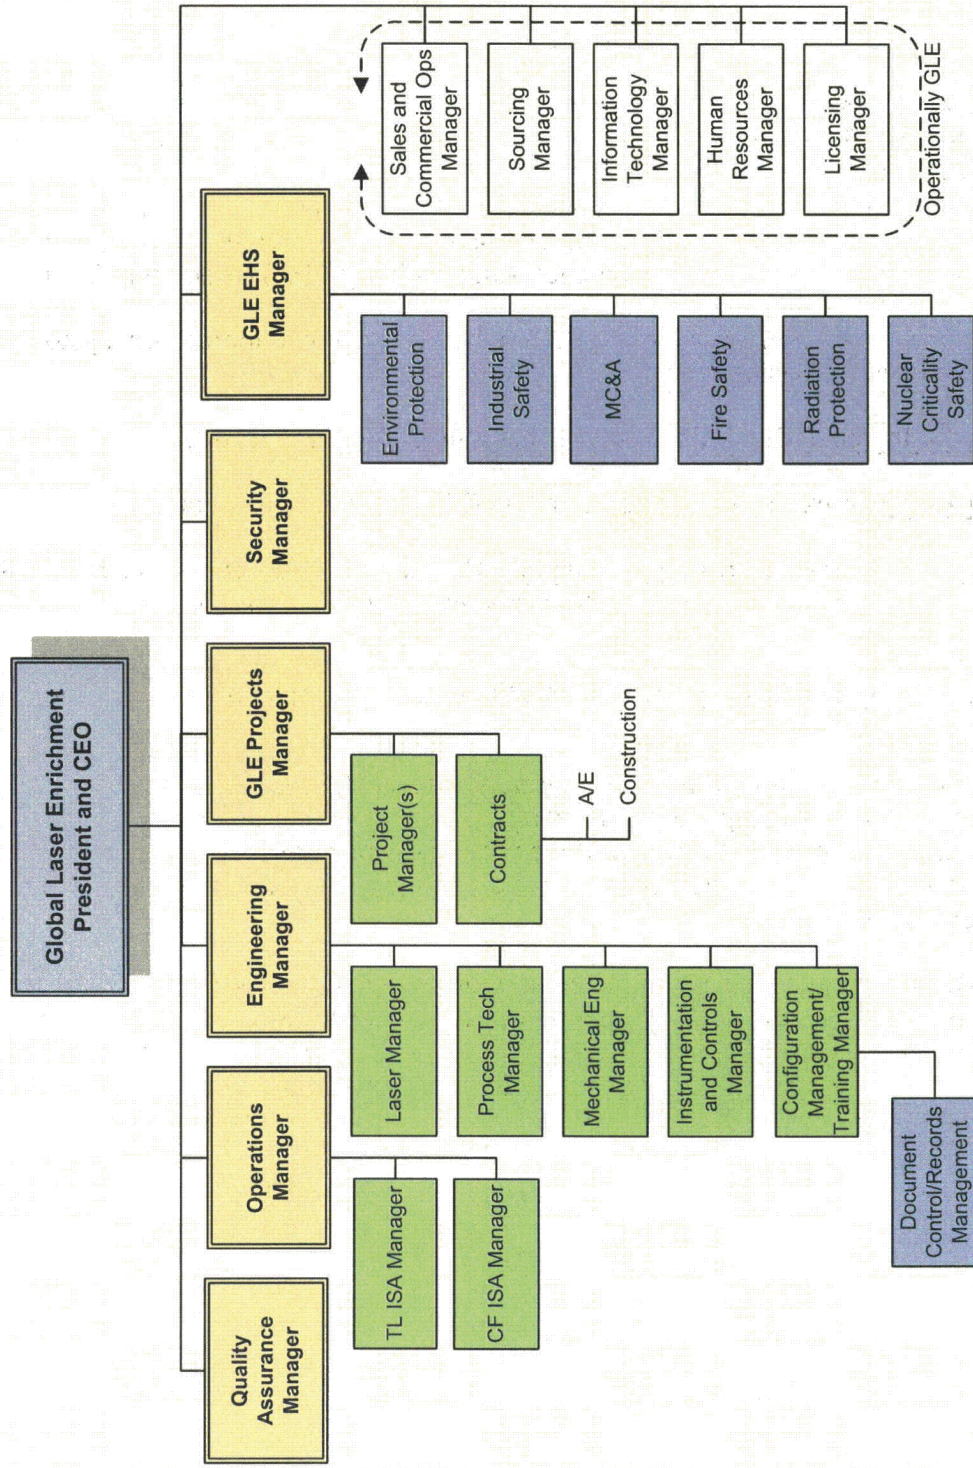 Global Laser Enrichment
President and CEO
Quality
Assurance
Manager
Operations
Manager
Engineering
Manager
GLE Projects
Manager
Security
Manager
GLE EHS
Manager
TL ISA Manager
CF ISA Manager
Laser Manager
Process Tech
Manager
Mechanical Eng
Manager
Instrumentation
and Controls
Manager
Configuration
Management/
Training Manager
Document
Control/Records
Management
Project
Manager(s)
Contracts
A/E
Construction
Environmental
Protection
Industrial
Safety
MC&A
Fire Safety
Radiation
Protection
Nuclear
Criticality
Safety
Sales and
Commercial Ops
Manager
Sourcing
Manager
Information
Technology
Manager
Human
Resources
Manager
Licensing
Manager
Operationally GLE